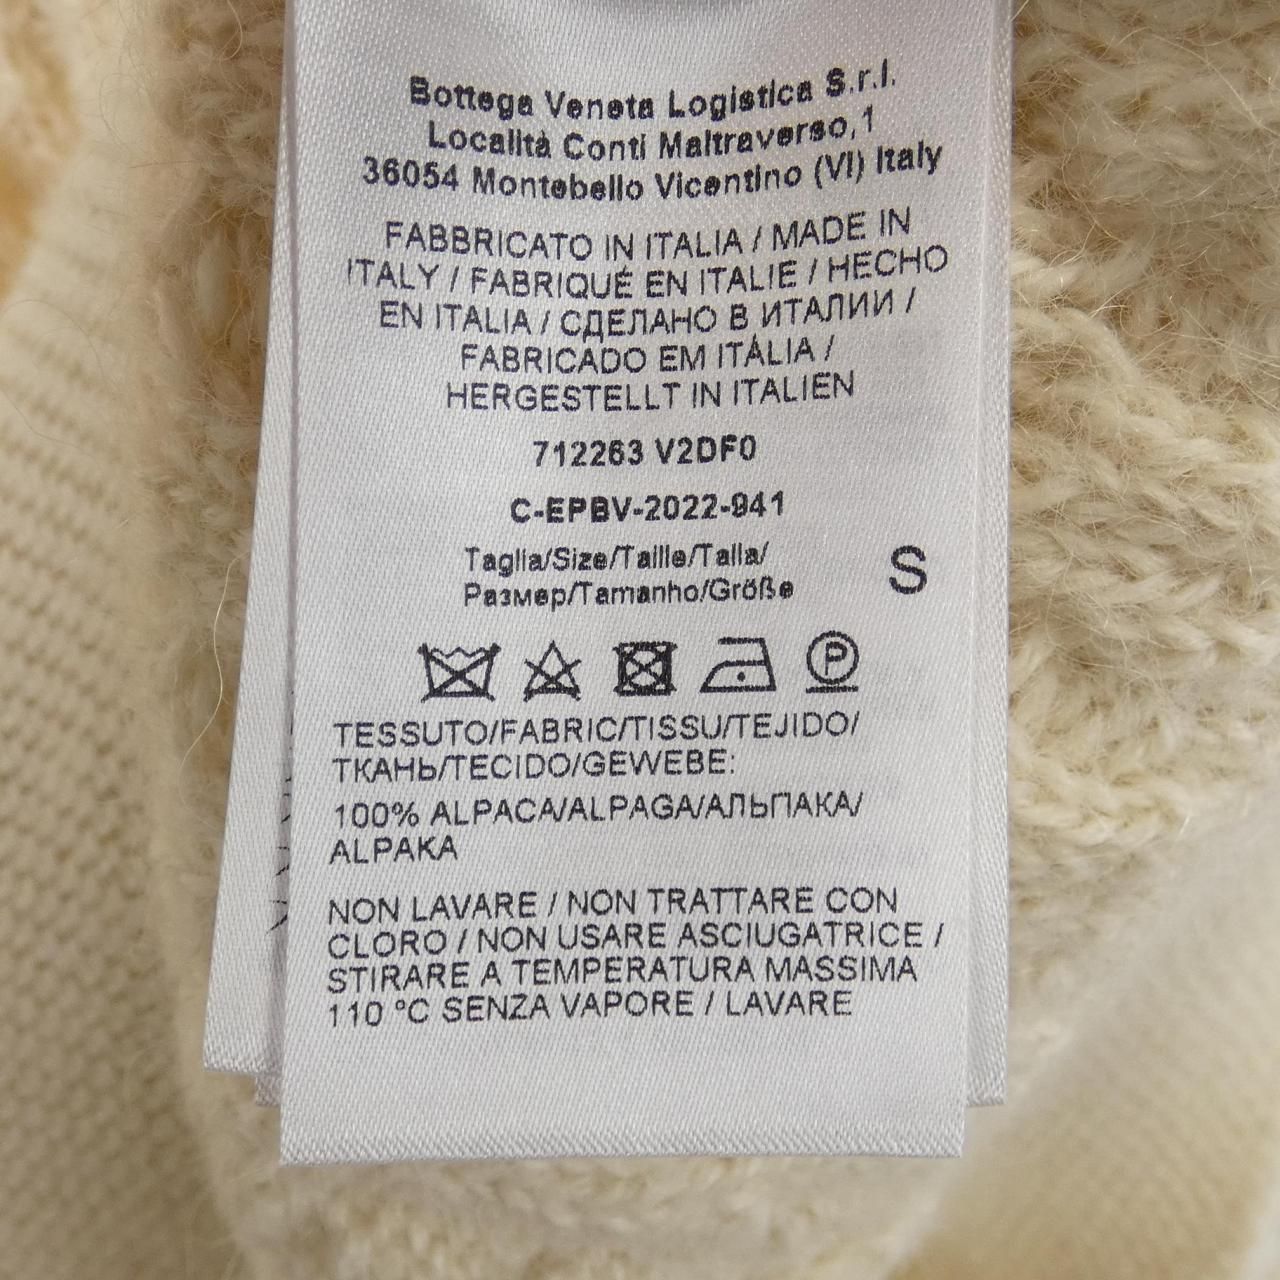 Bottega Veneta Logistica S.r.l.
Località Conti Maltraverso,1
36054 Montebello Vicentino (VI) Italy
FABBRICATO IN ITALIA / MADE IN
ITALY / FABRIQUÉ EN ITALIE / HECHO
EN ITALIA / СДЕЛАНО В ИТАЛИИ /
FABRICADO EM ITÁLIA /
HERGESTELLT IN ITALIEN
712263 V2DF0
C-EPBV-2022-941
Taglia/Size/Taille/Talla/
Размер/Tamanho/Größe S
P
TESSUTO/FABRIC/TISSU/TEJIDO/
ТКАНЬ/TECIDO/GEWEBE:
100% ALPACA/ALPAGA/АЛЬПАКА/
ALPAKA
NON LAVARE / NON TRATTARE CON
CLORO / NON USARE ASCIUGATRICE /
STIRARE A TEMPERATURA MASSIMA
110 °C SENZA VAPORE / LAVARE